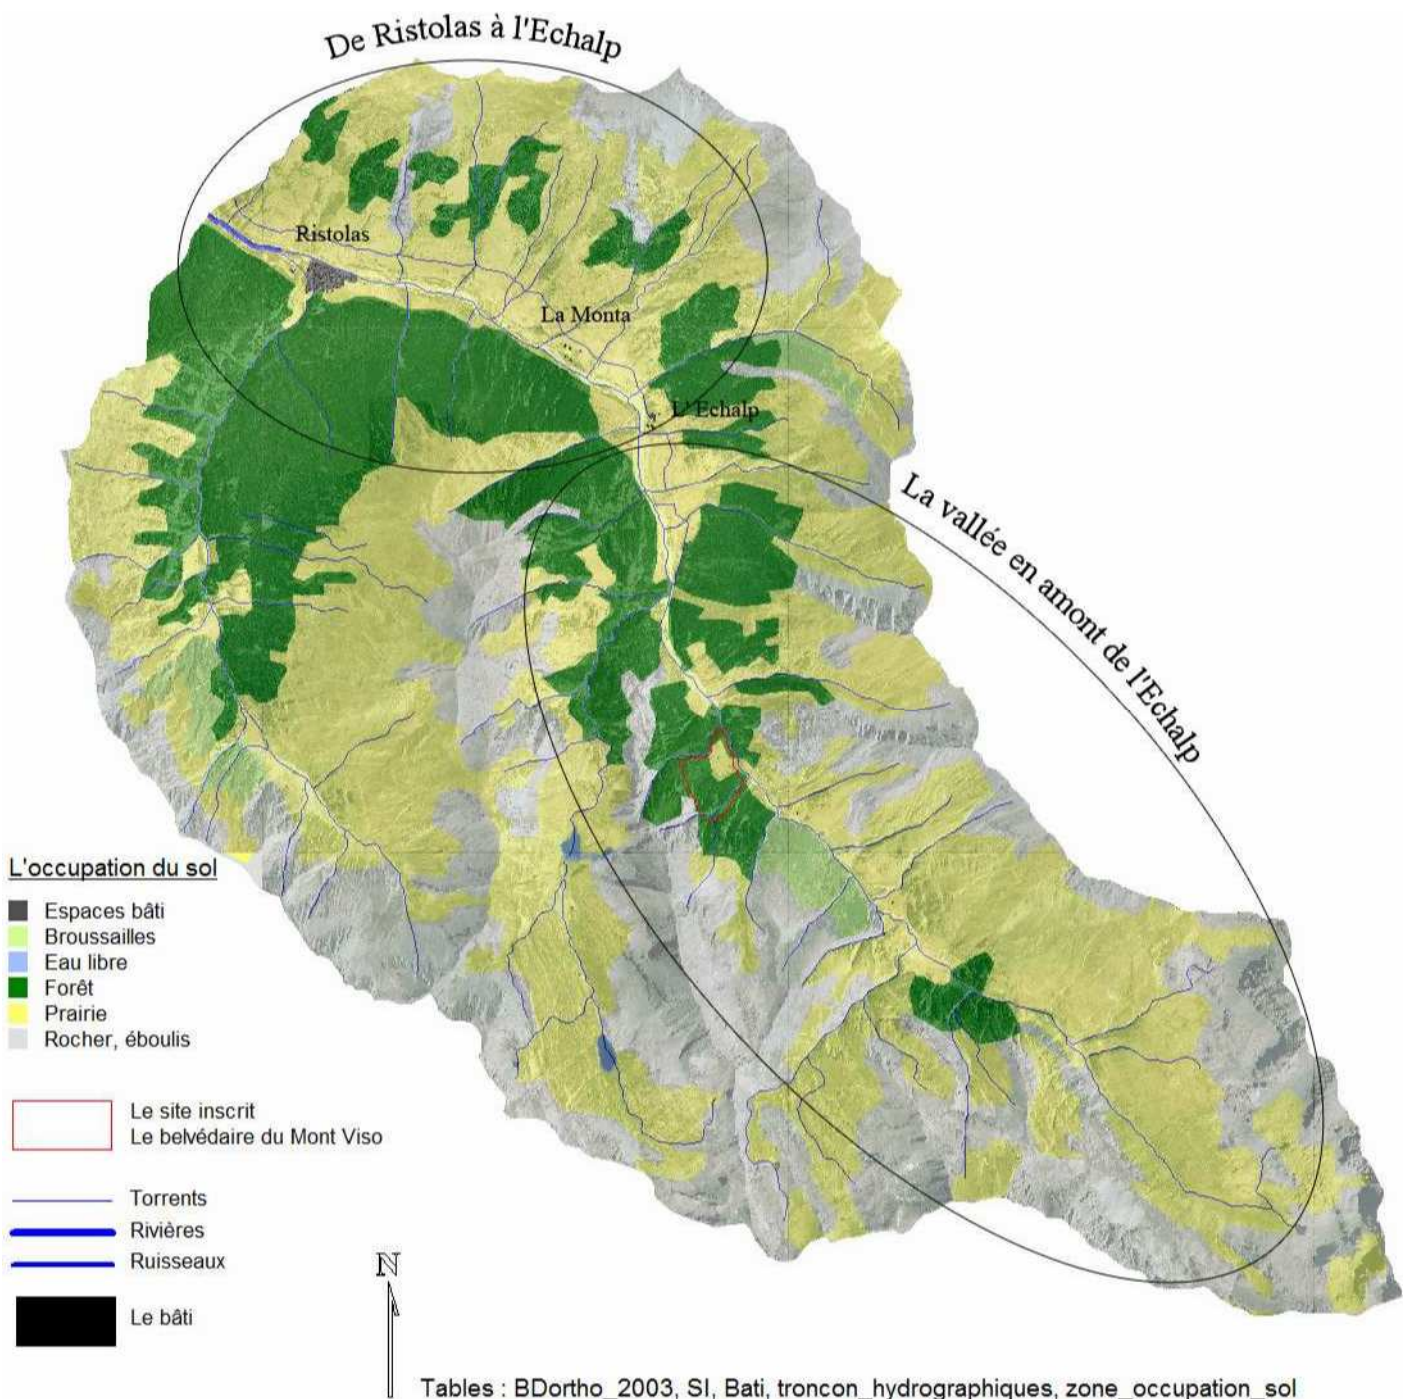 De Ristolas à l'Echalp
Ristolas
La Monta
L'Echalp
La vallée en amont de l'Echalp
L'occupation du sol
Espaces bâti
Broussailles
Eau libre
Forêt
Prairie
Rocher, éboulis
Le site inscrit
Le belvédaire du Mont Viso
Torrents
Rivières
Ruisseaux
Le bâti
N
Tables : BDortho_2003, SI, Bati, troncon_hydrographiques, zone_occupation_sol